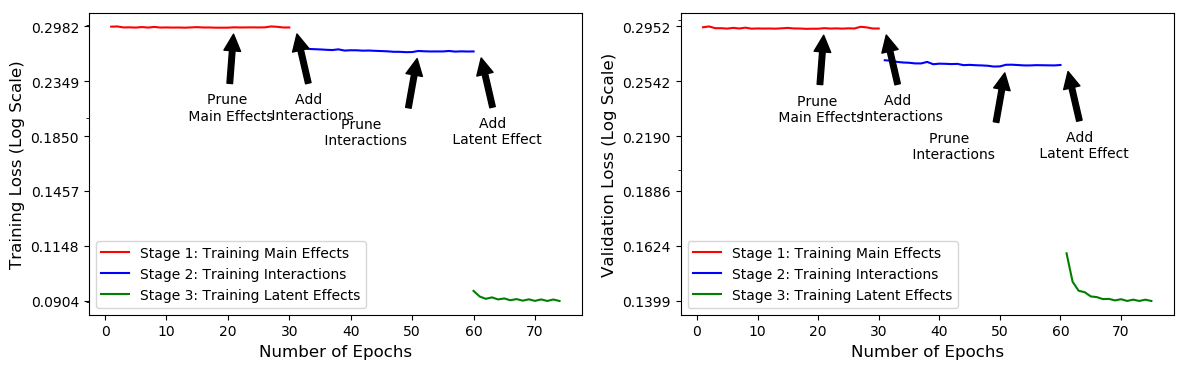 Training Loss (Log Scale)
0.2982
0.2349
0.1850
0.1457
0.1148
0.0904
Prune
Main Effects
Add
Interactions
Prune
Interactions
Add
Latent Effect
Stage 1: Training Main Effects
Stage 2: Training Interactions
Stage 3: Training Latent Effects
0 10 20 30 40 50 60 70
Number of Epochs
Validation Loss (Log Scale)
0.2952
0.2542
0.2190
0.1886
0.1624
0.1399
Prune
Main Effects
Add
Interactions
Prune
Interactions
Add
Latent Effect
Stage 1: Training Main Effects
Stage 2: Training Interactions
Stage 3: Training Latent Effects
0 10 20 30 40 50 60 70
Number of Epochs